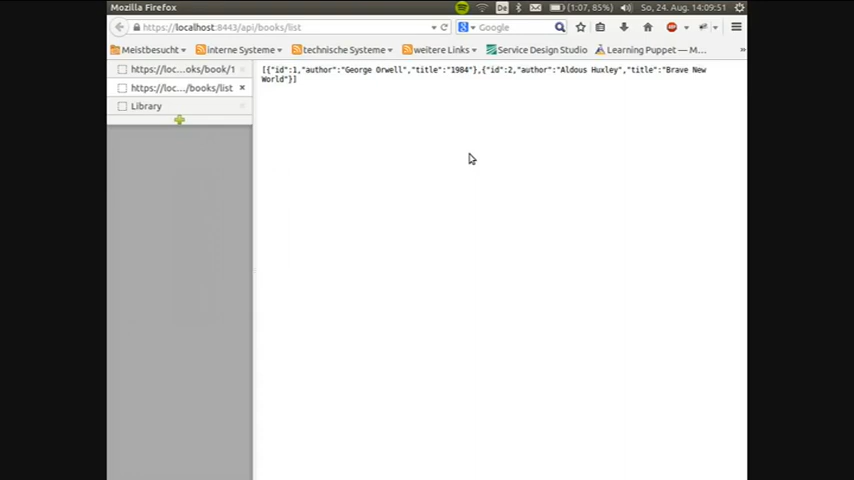 Mozilla Firefox
De
(1:07, 85%)
So, 24. Aug. 14:09:51
https://localhost:8443/api/books/list
Google
Meistbesucht
interne Systeme
technische Systeme
weitere Links
Service Design Studio
Learning Puppet — M...
»
https://loc...oks/book/1
https://loc.../books/list
Library
[{"id":1,"author":"George Orwell","title":"1984"},{"id":2,"author":"Aldous Huxley","title":"Brave New
World"}]